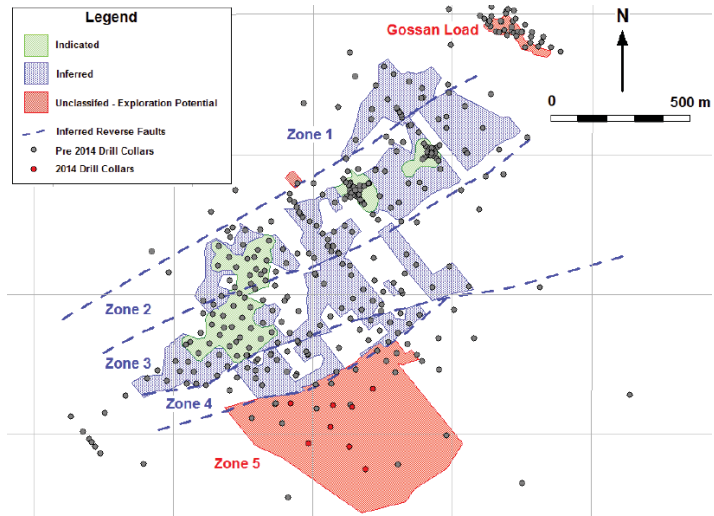 Legend
Indicated
Inferred
Unclassifed - Exploration Potential
Inferred Reverse Faults
Pre 2014 Drill Collars
2014 Drill Collars
Gossan Load
N
0 500 m
Zone 1
Zone 2
Zone 3
Zone 4
Zone 5